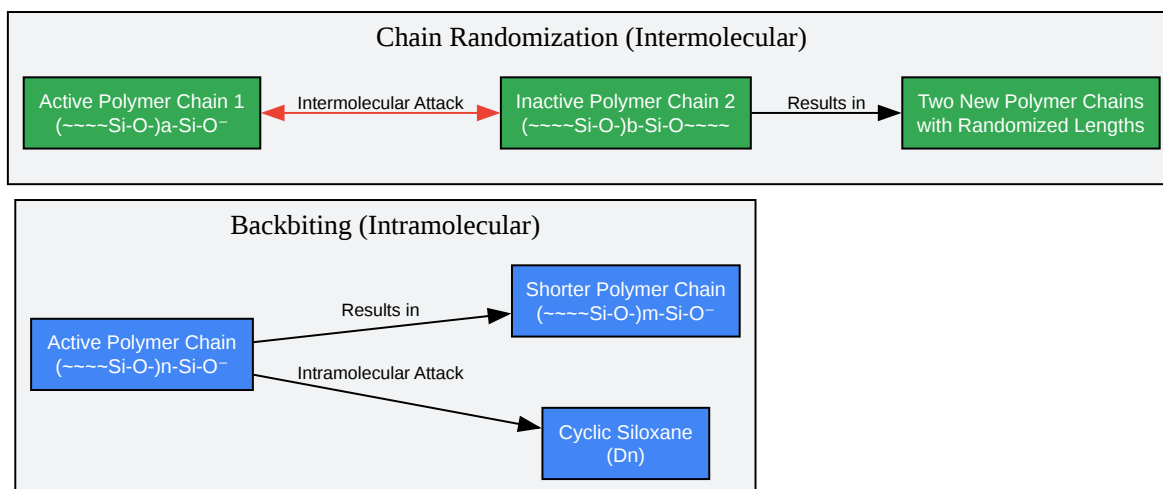 Chain Randomization (Intermolecular)
Active Polymer Chain 1
(~~~~Si-O-)a-Si-O⁻
Intermolecular Attack
Inactive Polymer Chain 2
(~~~~Si-O-)b-Si-O~~~~
Results in
Two New Polymer Chains
with Randomized Lengths
Backbiting (Intramolecular)
Active Polymer Chain
(~~~~Si-O-)n-Si-O⁻
Results in
Shorter Polymer Chain
(~~~~Si-O-)m-Si-O⁻
Intramolecular Attack
Cyclic Siloxane
(Dn)